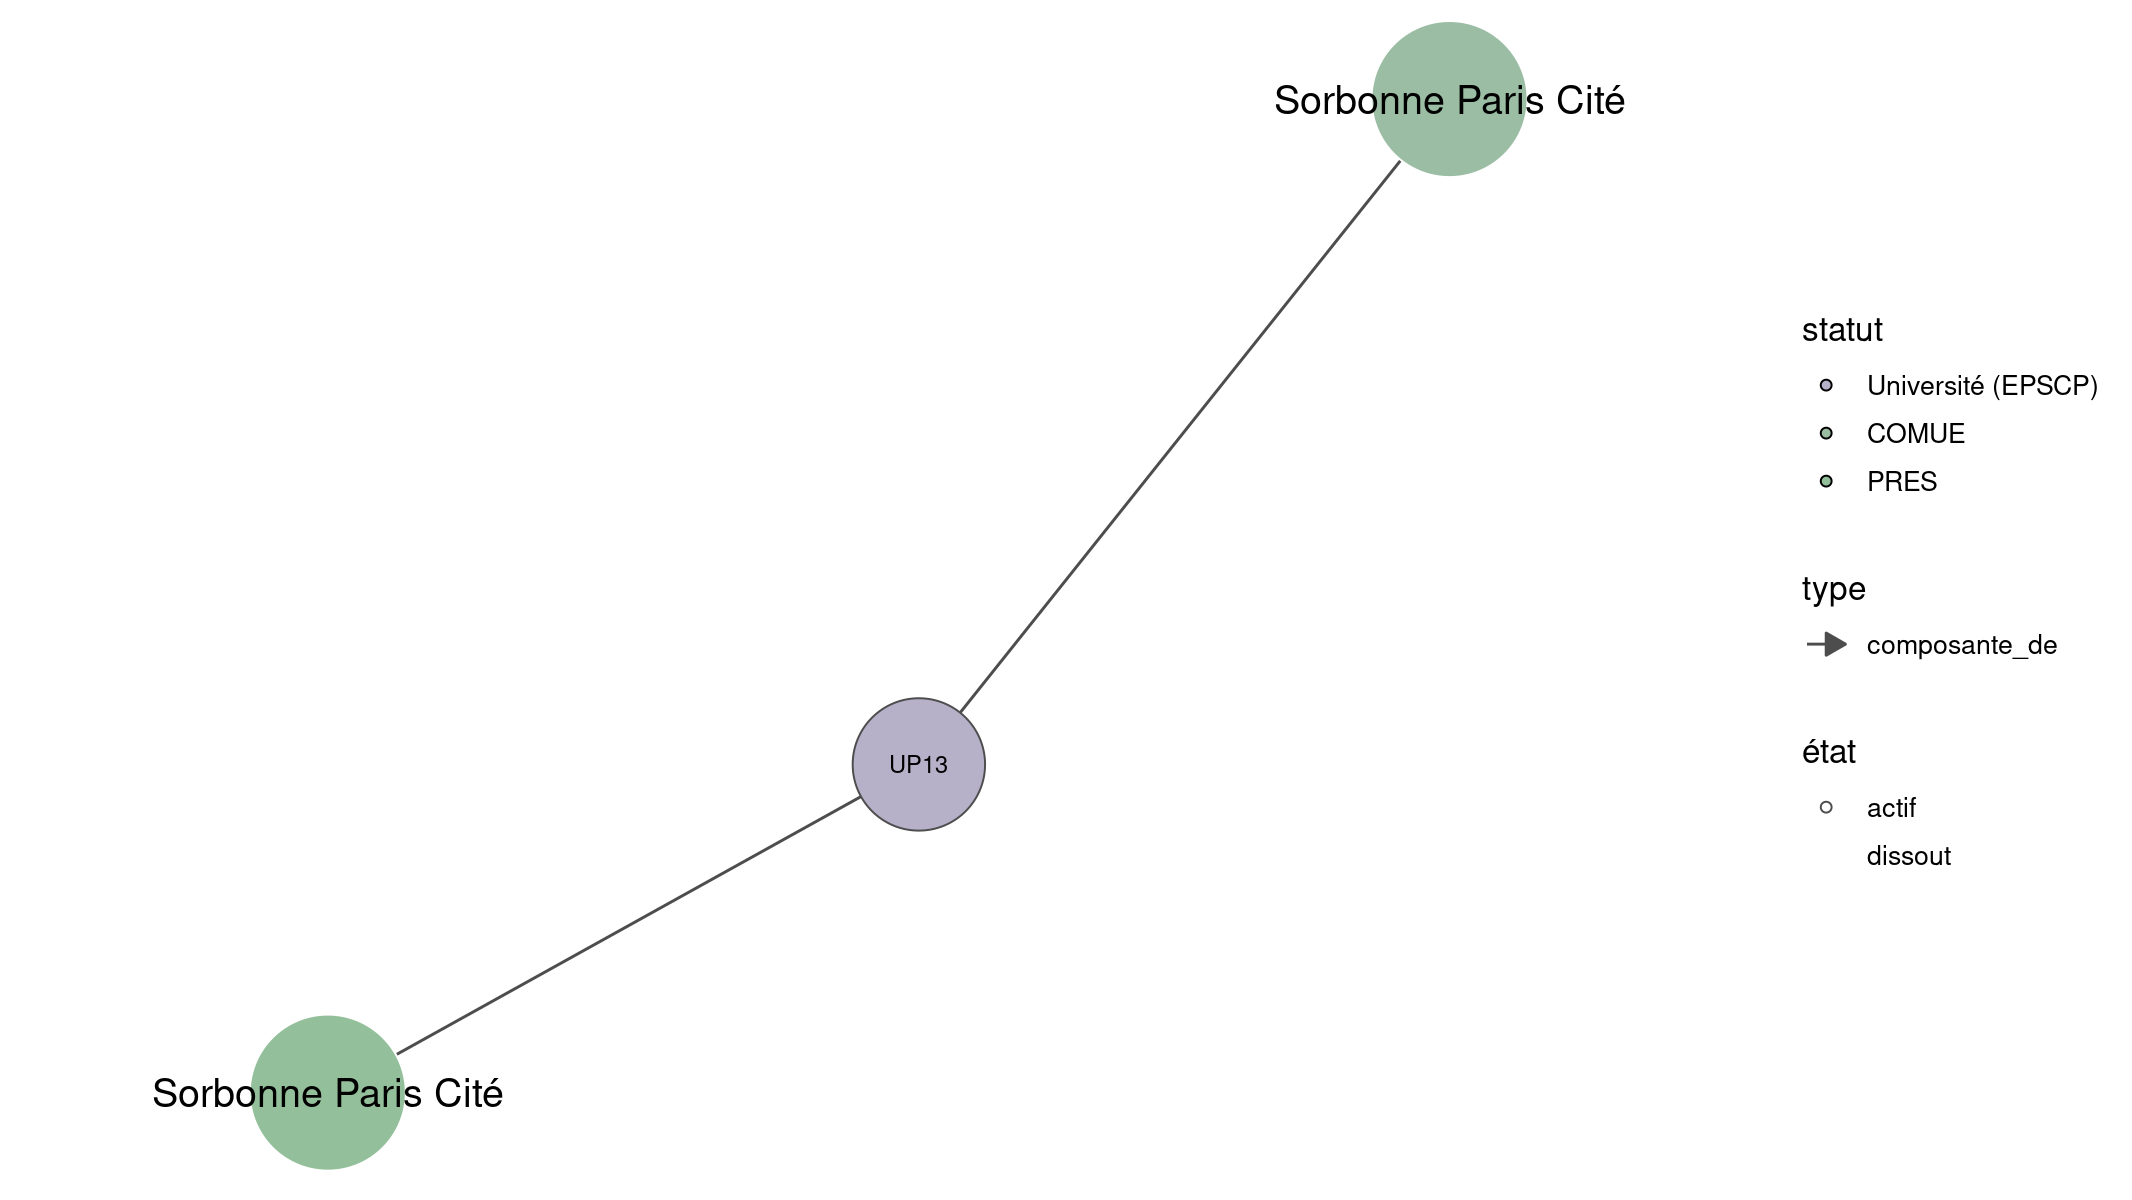 Sorbonne Paris Cité
UP13
Sorbonne Paris Cité
statut
Université (EPSCP)
COMUE
PRES
type
composante_de
état
actif
dissout